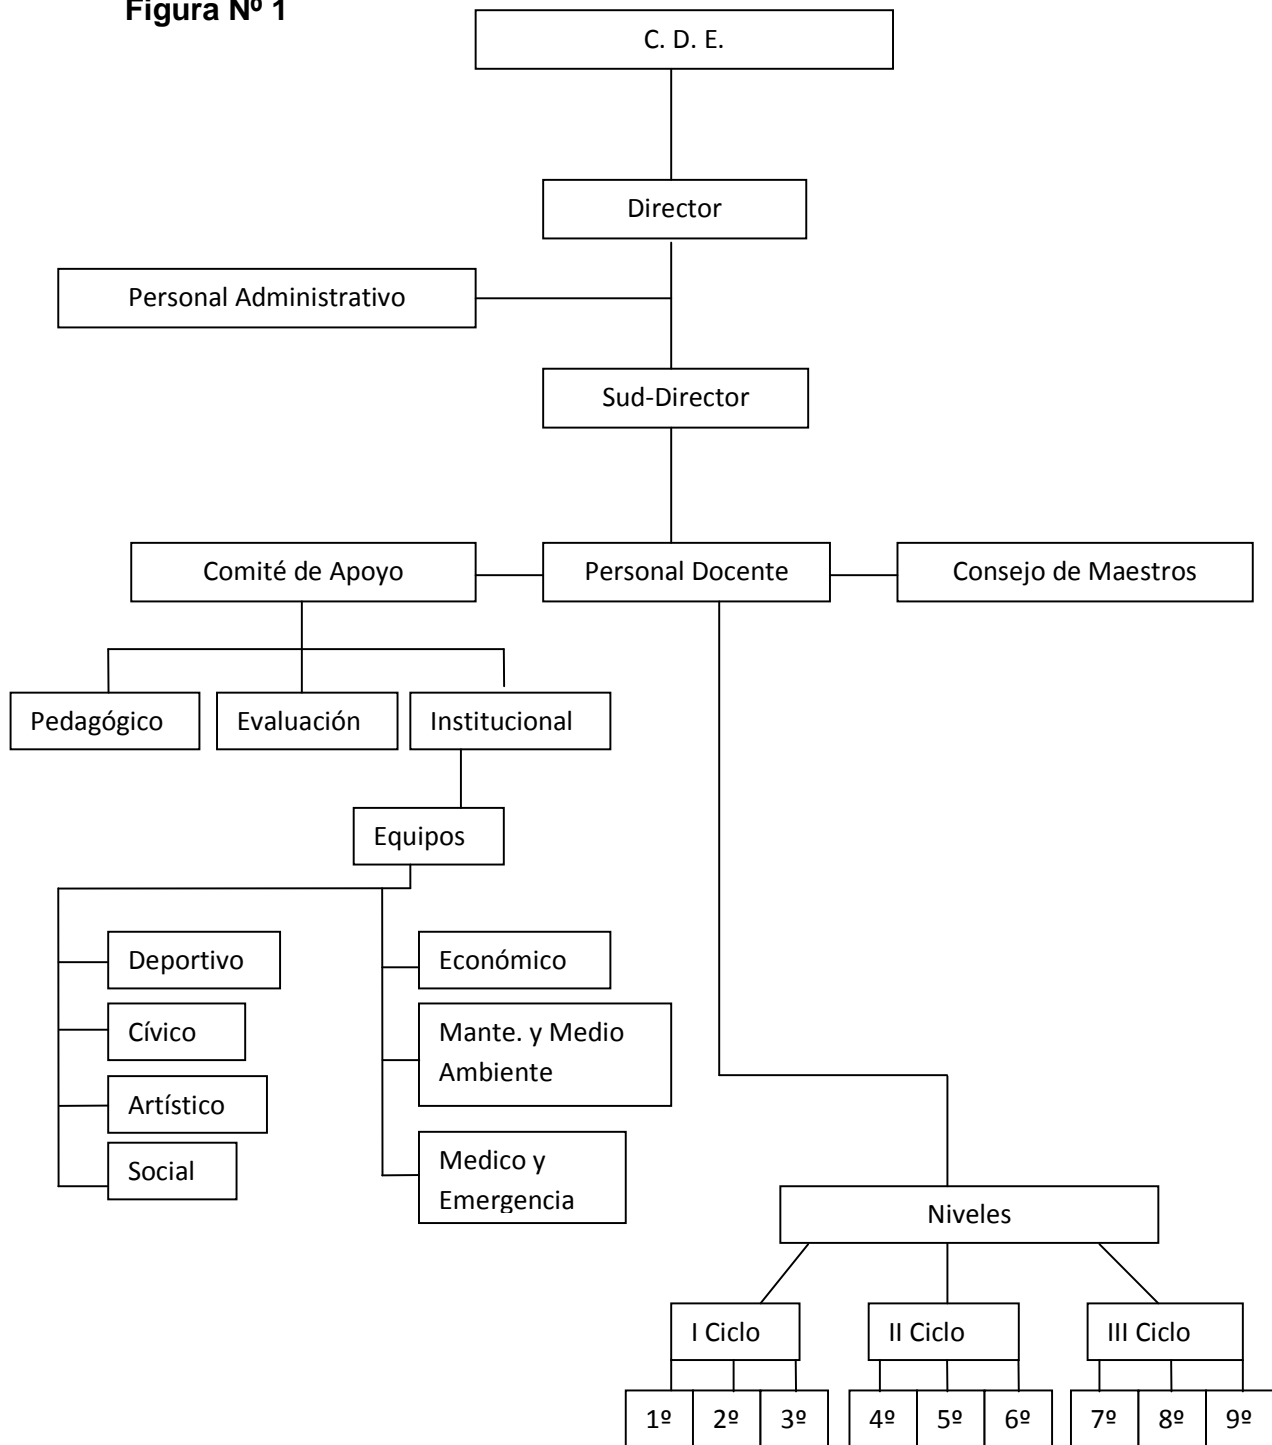 Figura Nº 1
C. D. E.
Director
Personal Administrativo
Sud-Director
Comité de Apoyo
Personal Docente
Consejo de Maestros
Pedagógico
Evaluación
Institucional
Equipos
Deportivo
Económico
Cívico
Mante. y Medio
Ambiente
Artístico
Social
Medico y
Emergencia
Niveles
I Ciclo
II Ciclo
III Ciclo
1º
2º
3º
4º
5º
6º
7º
8º
9º